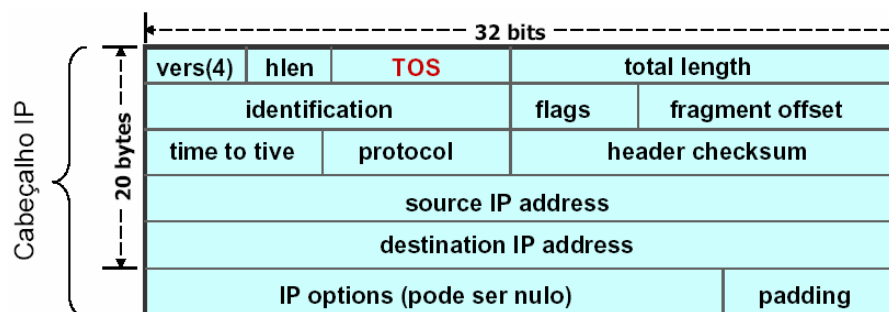 32 bits
vers(4) hlen TOS total length
identification flags fragment offset
time to tive protocol header checksum
source IP address
destination IP address
IP options (pode ser nulo) padding
20 bytes
Cabeçalho IP